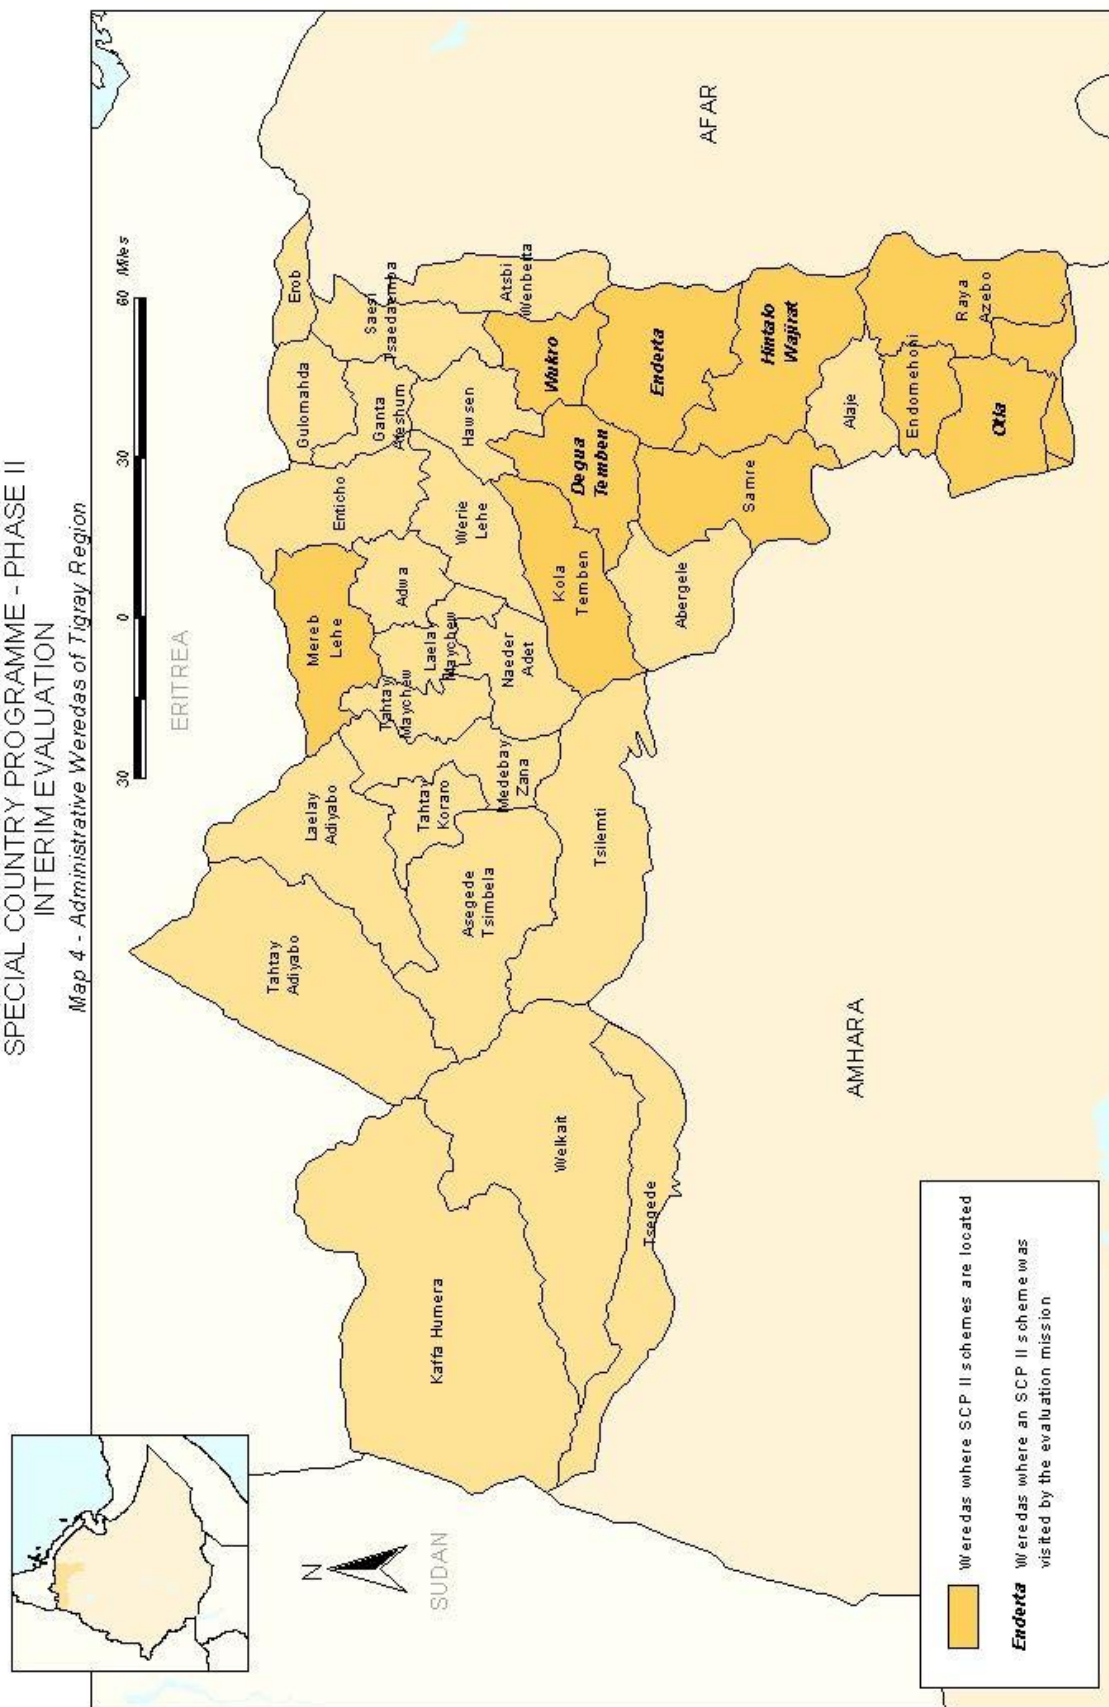 SPECIAL COUNTRY PROGRAMME - PHASE II
INTERIM EVALUATION
Map 4 - Administrative Weredas of Tigray Region
30
0
30
60
Miles
ERITREA
SUDAN
AFAR
AMHARA
N
Tahtay
Adiyabo
Laelay
Adiyabo
Mereb
Lehe
Enticho
Gulomahda
Erob
Saesi
Tsaedaemba
Ganta
Afeshum
Hawsen
Atsbi
Wenberta
Werie
Lehe
Adwa
Laelay
Maychew
Tahtay
Maychew
Naeder
Adet
Medebay
Zana
Tahtay
Koraro
Asegede
Tsimbela
Tsilemti
Kaffa Humera
Welkait
Tsegede
Kola
Temben
Degua
Temben
Wukro
Enderta
Hintalo
Wajirat
Samre
Abergele
Alaje
Endomehoni
Raya
Azebo
Ofla
Weredas where SCP II schemes are located
Enderta
Weredas where an SCP II scheme was
visited by the evaluation mission